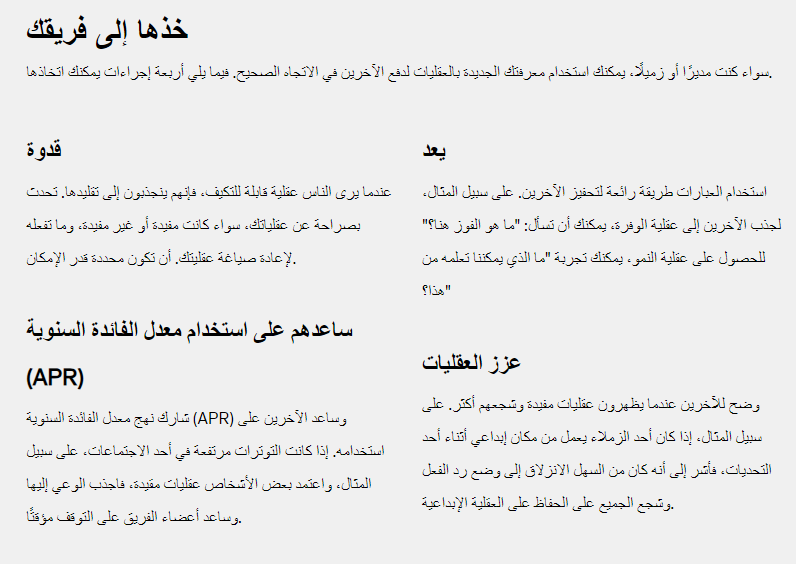 خذها إلى فريقك
سواء كنت مديرًا أو زميلًا، يمكنك استخدام معرفتك الجديدة بالعقليات لدفع الآخرين في الاتجاه الصحيح. فيما يلي أربعة إجراءات يمكنك اتخاذها.
قدوة
عندما يرى الناس عقلية قابلة للتكيف، فإنهم ينجذبون إلى تقليدها. تحدث
بصراحة عن عقلياتك، سواء كانت مفيدة أو غير مفيدة، وما تفعله
لإعادة صياغة عقليتك. أن تكون محددة قدر الإمكان.
يعد
استخدام العبارات طريقة رائعة لتحفيز الآخرين. على سبيل المثال،
لجذب الآخرين إلى عقلية الوفرة، يمكنك أن تسأل: "ما هو الفوز هنا؟"
للحصول على عقلية النمو، يمكنك تجربة "ما الذي يمكننا تعلمه من
هذا؟"
ساعدهم على استخدام معدل الفائدة السنوية
(APR)
شارك نهج معدل الفائدة السنوية (APR) وساعد الآخرين على
استخدامه. إذا كانت التوترات مرتفعة في أحد الاجتماعات، على سبيل
المثال، واعتمد بعض الأشخاص عقليات مقيدة، فاجذب الوعي إليها
وساعد أعضاء الفريق على التوقف مؤقتًا.
عزز العقليات
وضح للآخرين عندما يظهرون عقليات مفيدة وشجعهم أكثر. على
سبيل المثال، إذا كان أحد الزملاء يعمل من مكان إبداعي أثناء أحد
التحديات، فأشر إلى أنه كان من السهل الانزلاق إلى وضع رد الفعل
وشجع الجميع على الحفاظ على العقلية الإبداعية.